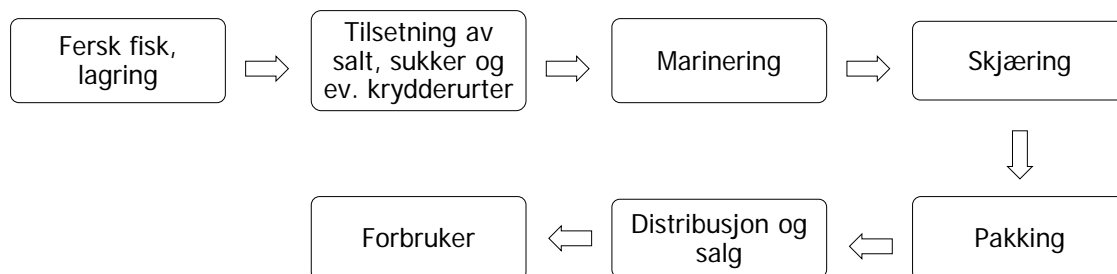 Fersk fisk,
lagring
Tilsetning av
salt, sukker og
ev. krydderurter
Marinering
Skjæring
Pakking
Distribusjon og
salg
Forbruker